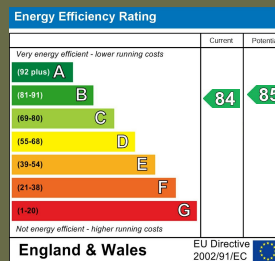 Energy Efficiency Rating
Current
Very energy efficient - lower running costs
(92 plus) A
(81-91) B
84
85
(69-80) C
(55-68) D
(39-54) E
(21-38) F
(1-20) G
Not energy efficient - higher running costs
England & Wales
EU Directive
2002/91/EC